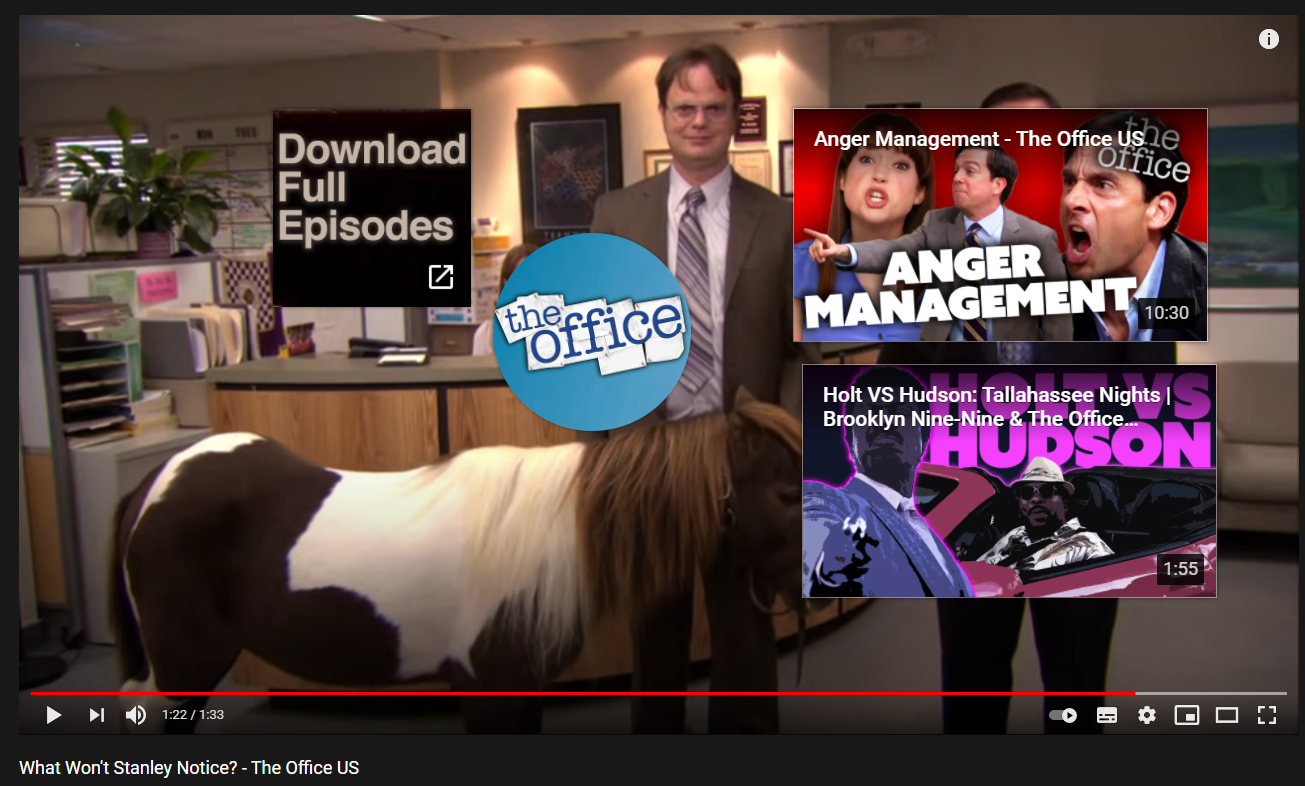 Download
Full
Episodes
the
office
Anger Management - The Office US
the
office
ANGER
MANAGEMENT
10:30
Holt VS Hudson: Tallahassee Nights |
Brooklyn Nine-Nine & The Office...
HOLT VS
HUDSON
1:55
1:22 / 1:33
What Won't Stanley Notice? - The Office US